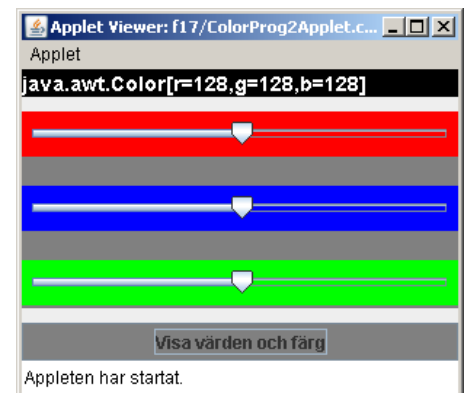 Applet Viewer: f17/ColorProg2Applet.c...
Applet
java.awt.Color[r=128,g=128,b=128]
Visa värden och färg
Appleten har startat.